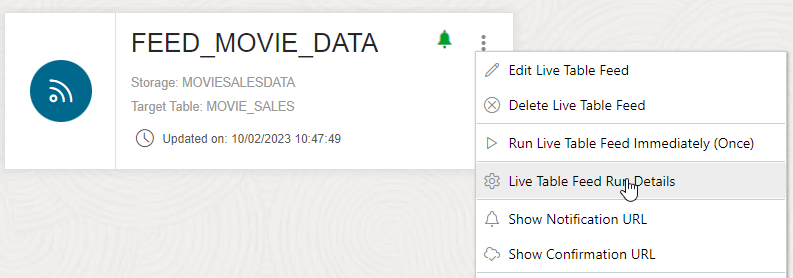 FEED_MOVIE_DATA
Storage: MOVIESALESDATA
Target Table: MOVIE_SALES
Updated on: 10/02/2023 10:47:49
Edit Live Table Feed
Delete Live Table Feed
Run Live Table Feed Immediately (Once)
Live Table Feed Run Details
Show Notification URL
Show Confirmation URL